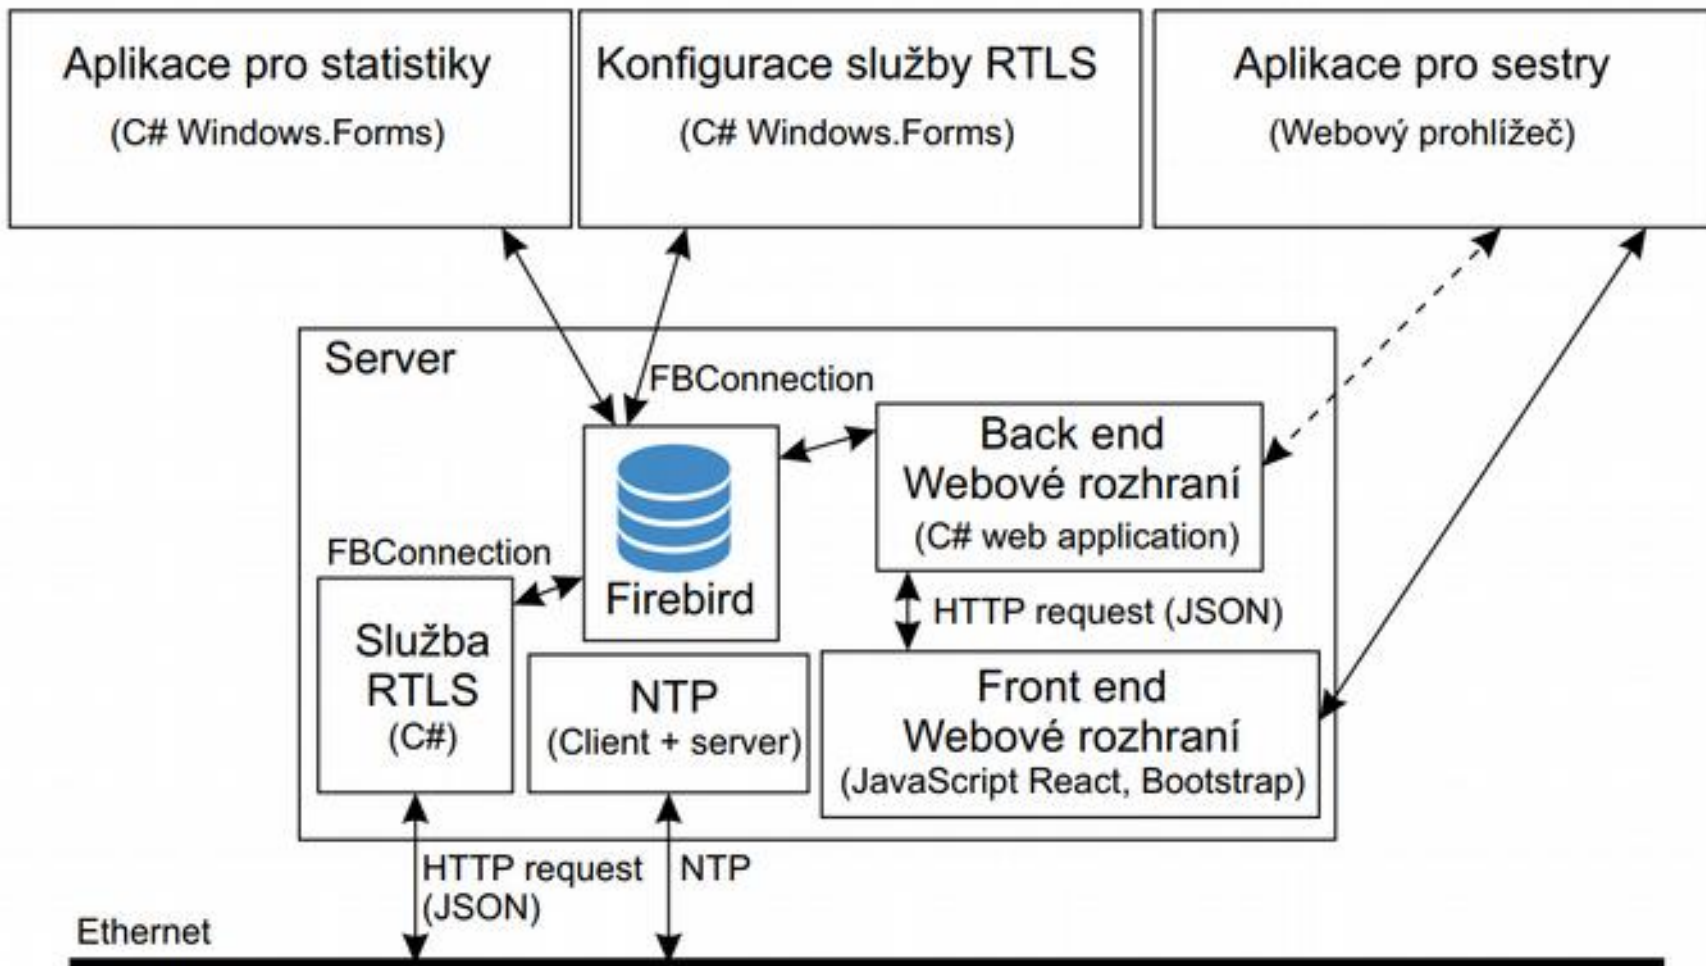 Aplikace pro statistiky
(C# Windows.Forms)
Konfigurace služby RTLS
(C# Windows.Forms)
Aplikace pro sestry
(Webový prohlížeč)
Server
FBConnection
Back end
Webové rozhraní
(C# web application)
FBConnection
Firebird
HTTP request (JSON)
Služba
RTLS
(C#)
NTP
(Client + server)
Front end
Webové rozhraní
(JavaScript React, Bootstrap)
HTTP request
(JSON)
NTP
Ethernet